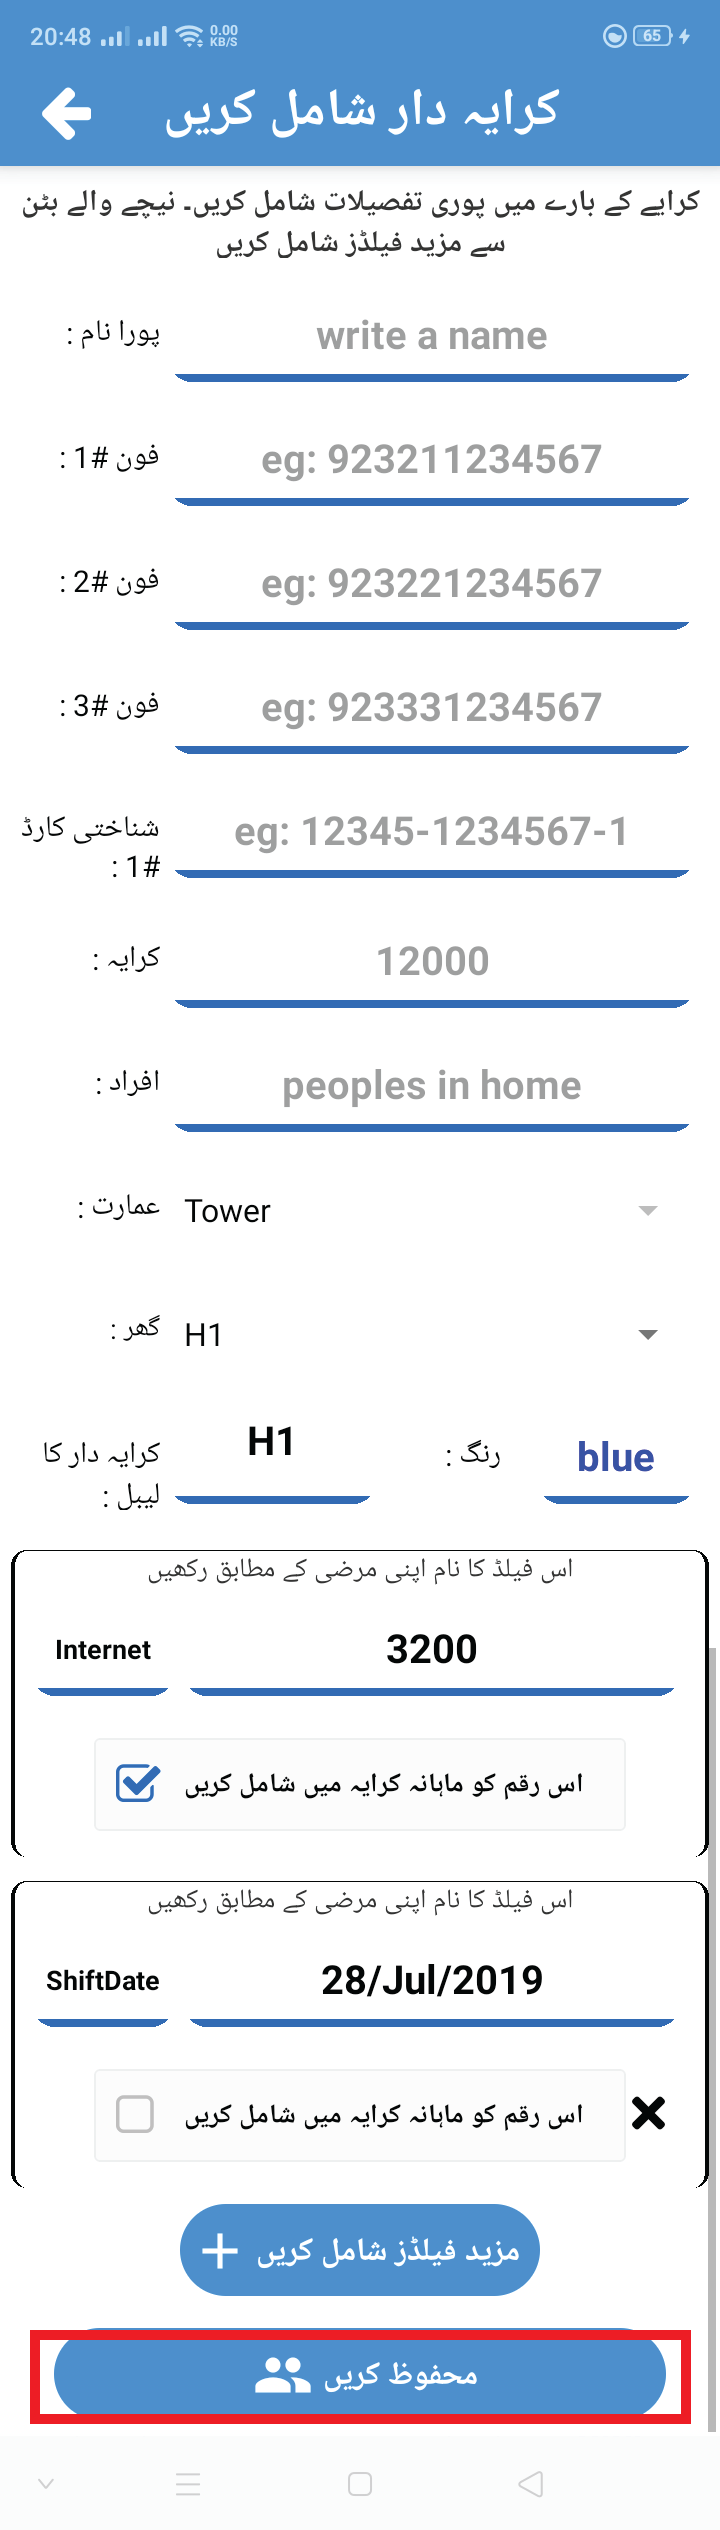 20:48 0.00 KB/S 65
کرایہ دار شامل کریں
کرایے کے بارے میں پوری تفصیلات شامل کریں۔ نیچے والے بٹن
سے مزید فیلڈز شامل کریں
پورا نام : write a name
فون #1 : eg: 923211234567
فون #2 : eg: 923221234567
فون #3 : eg: 923331234567
شناختی کارڈ
#1 : eg: 12345-1234567-1
کرایہ : 12000
افراد : peoples in home
عمارت : Tower
گھر : H1
کرایہ دار کا
لیبل : H1 رنگ : blue
اس فیلڈ کا نام اپنی مرضی کے مطابق رکھیں
Internet 3200
اس رقم کو ماہانہ کرایہ میں شامل کریں
اس فیلڈ کا نام اپنی مرضی کے مطابق رکھیں
ShiftDate 28/Jul/2019
اس رقم کو ماہانہ کرایہ میں شامل کریں
مزید فیلڈز شامل کریں
محفوظ کریں